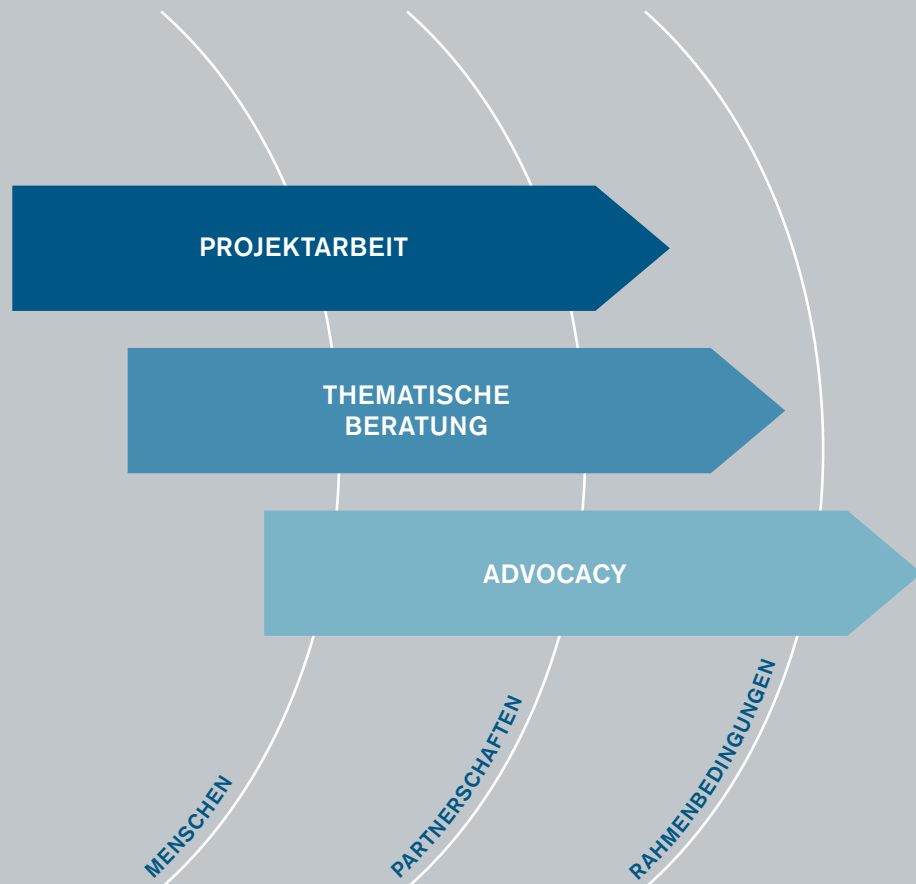 PROJEKTARBEIT
THEMATISCHE
BERATUNG
ADVOCACY
MENSCHEN
PARTNERSCHAFTEN
RAHMENBEDINGUNGEN